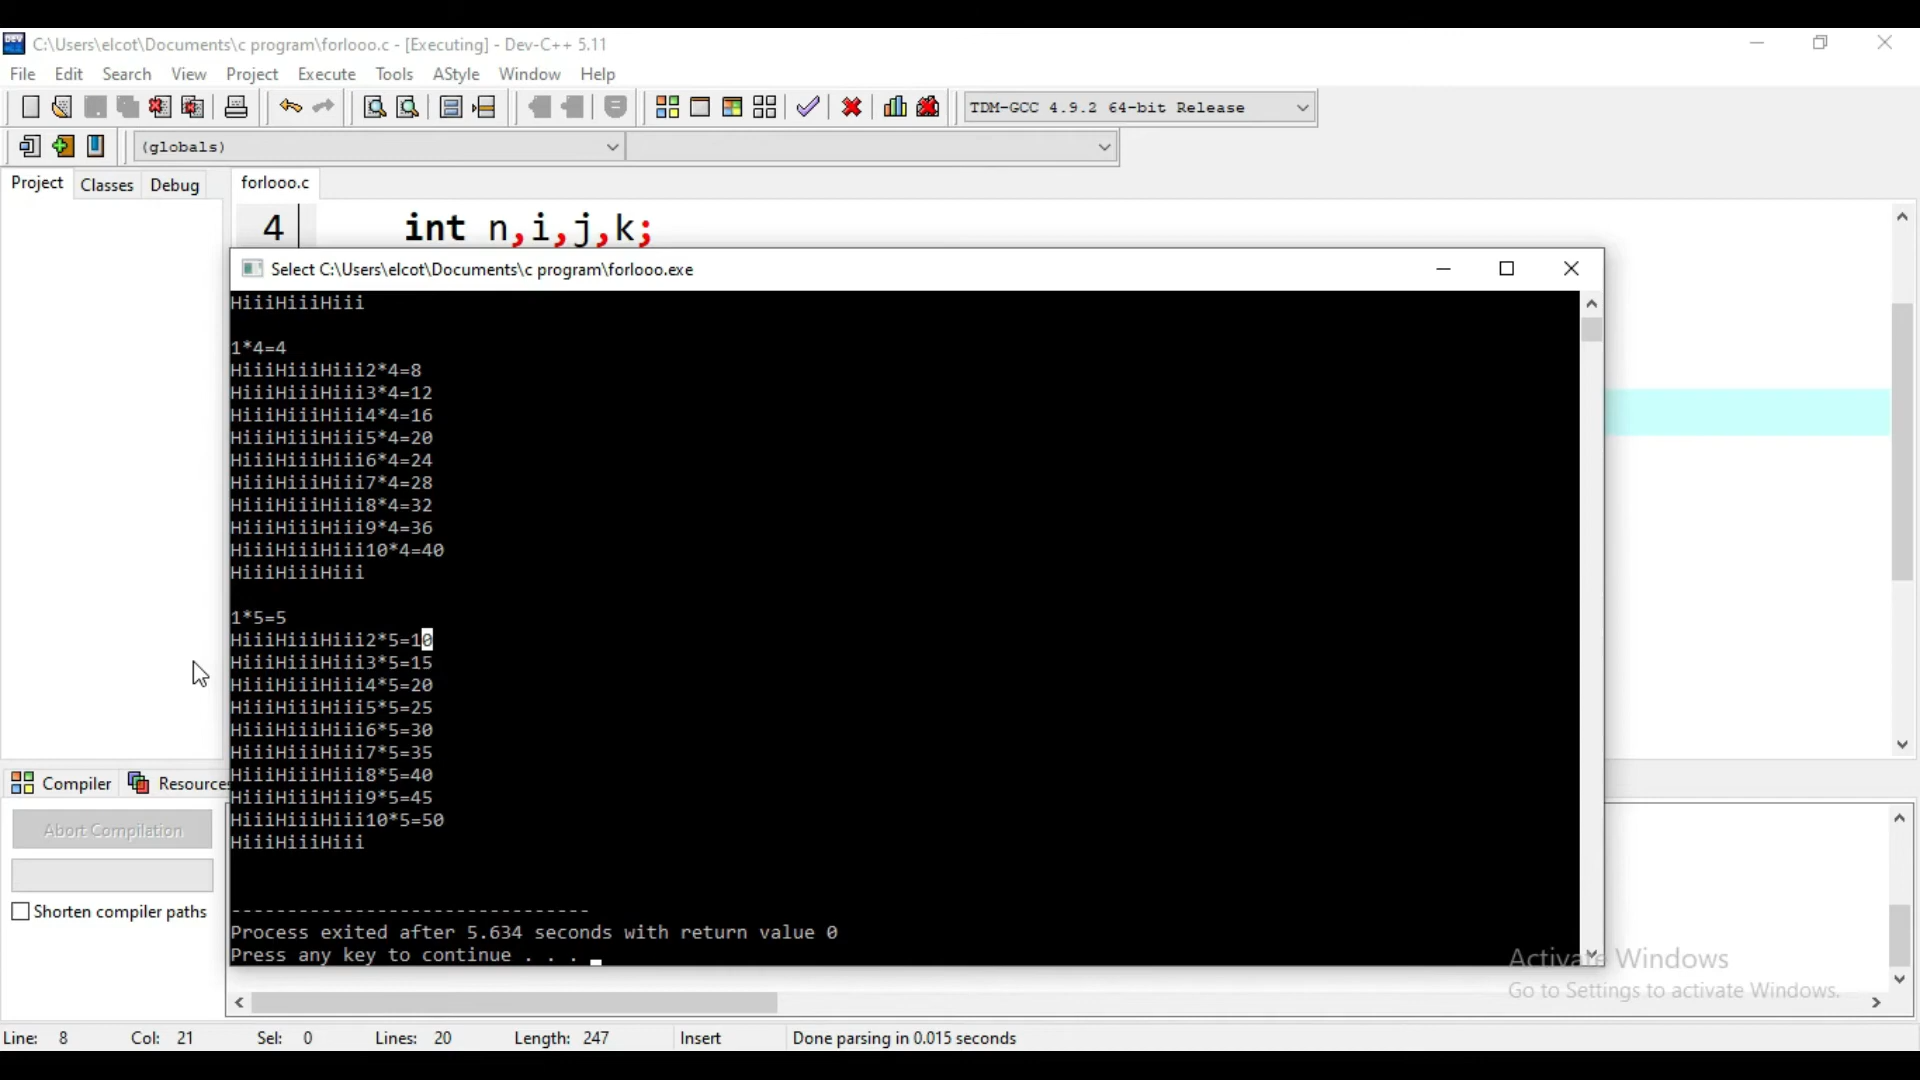 C:\Users\elcot\Documents\c program\forlooo.c - [Executing] - Dev-C++ 5.11
File Edit Search View Project Execute Tools AStyle Window Help
TDM-GCC 4.9.2 64-bit Release
(globals)
Project Classes Debug
forlooo.c
4 int n,i,j,k;
Select C:\Users\elcot\Documents\c program\forlooo.exe
HiiiHiiiHiii
1*4=4
HiiiHiiiHiii2*4=8
HiiiHiiiHiii3*4=12
HiiiHiiiHiii4*4=16
HiiiHiiiHiii5*4=20
HiiiHiiiHiii6*4=24
HiiiHiiiHiii7*4=28
HiiiHiiiHiii8*4=32
HiiiHiiiHiii9*4=36
HiiiHiiiHiii10*4=40
HiiiHiiiHiii
1*5=5
HiiiHiiiHiii2*5=10
HiiiHiiiHiii3*5=15
HiiiHiiiHiii4*5=20
HiiiHiiiHiii5*5=25
HiiiHiiiHiii6*5=30
HiiiHiiiHiii7*5=35
HiiiHiiiHiii8*5=40
HiiiHiiiHiii9*5=45
HiiiHiiiHiii10*5=50
HiiiHiiiHiii
--------------------------------
Process exited after 5.634 seconds with return value 0
Press any key to continue . . .
Compiler Resources
Abort Compilation
Shorten compiler paths
Activate Windows
Go to Settings to activate Windows.
Line: 8 Col: 21 Sel: 0 Lines: 20 Length: 247 Insert Done parsing in 0.015 seconds